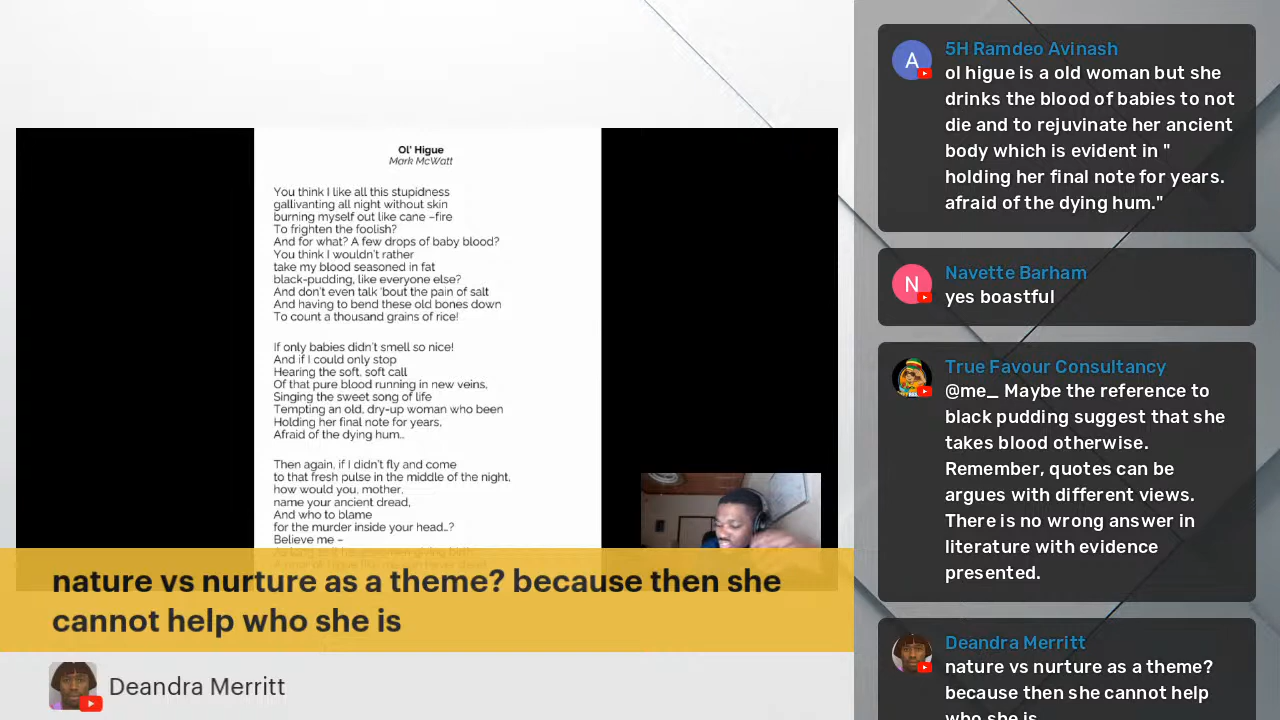 Ol' Higue
Mark McWatt
You think I like all this stupidness
gallivanting all night without skin
burning myself out like cane –fire
To frighten the foolish?
And for what? A few drops of baby blood?
You think I wouldn't rather
take my blood seasoned in fat
black-pudding, like everyone else?
And don't even talk 'bout the pain of salt
And having to bend these old bones down
To count a thousand grains of rice!
If only babies didn't smell so nice!
And if I could only stop
Hearing the soft, soft call
Of that pure blood running in new veins,
Singing the sweet song of life
Tempting an old, dry-up woman who been
Holding her final note for years,
Afraid of the dying hum...
Then again, if I didn't fly and come
to that fresh pulse in the middle of the night,
how would you, mother,
name your ancient dread,
And who to blame
for the murder inside your head...?
Believe me –
nature vs nurture as a theme? because then she
cannot help who she is
Deandra Merritt
A
5H Ramdeo Avinash
ol higue is a old woman but she
drinks the blood of babies to not
die and to rejuvinate her ancient
body which is evident in "
holding her final note for years.
afraid of the dying hum."
N
Navette Barham
yes boastful
True Favour Consultancy
@me_ Maybe the reference to
black pudding suggest that she
takes blood otherwise.
Remember, quotes can be
argues with different views.
There is no wrong answer in
literature with evidence
presented.
Deandra Merritt
nature vs nurture as a theme?
because then she cannot help
who she is